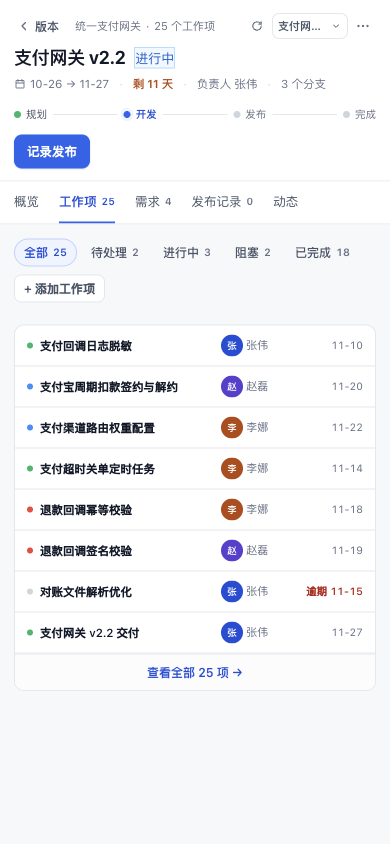 版本 统一支付网关 · 25 个工作项 支付网... ···
支付网关 v2.2 进行中
10-26 → 11-27 · 剩 11 天 · 负责人 张伟 · 3 个分支
规划 开发 发布 完成
记录发布
概览 工作项 25 需求 4 发布记录 0 动态
全部 25 待处理 2 进行中 3 阻塞 2 已完成 18
+ 添加工作项
支付回调日志脱敏 张 张伟 11-10
支付宝周期扣款签约与解约 赵 赵磊 11-20
支付渠道路由权重配置 李 李娜 11-22
支付超时关单定时任务 李 李娜 11-14
退款回调幂等校验 李 李娜 11-18
退款回调签名校验 赵 赵磊 11-19
对账文件解析优化 张 张伟 逾期 11-15
支付网关 v2.2 交付 张 张伟 11-27
查看全部 25 项 →